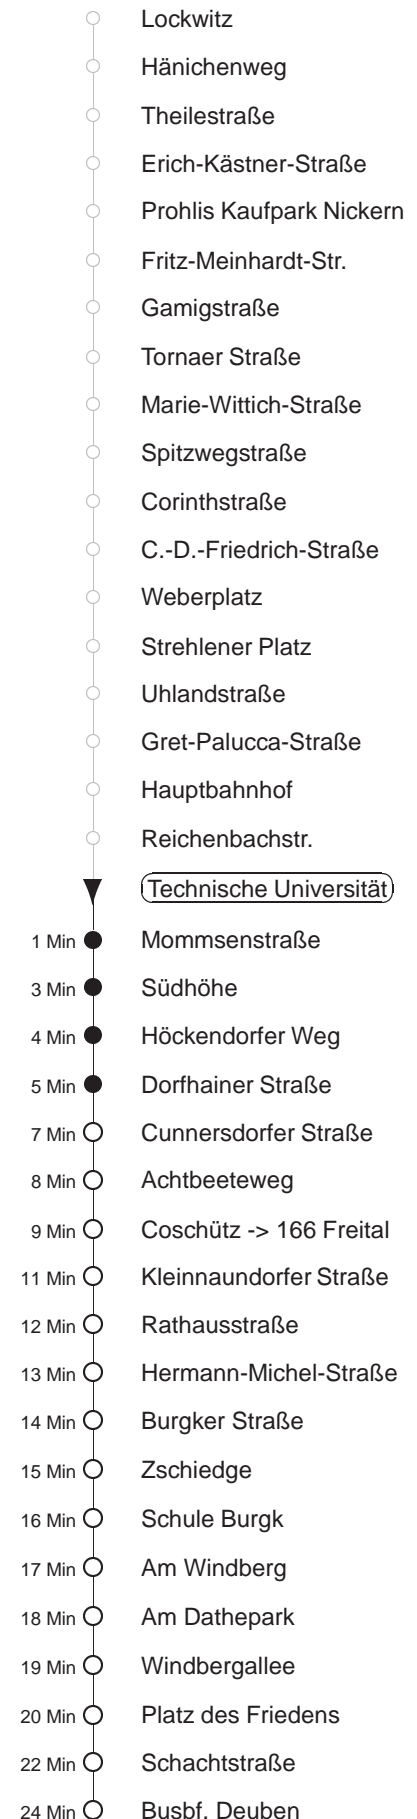 Lockwitz
Hänichenweg
Theilestraße
Erich-Kästner-Straße
Prohlis Kaufpark Nickern
Fritz-Meinhardt-Str.
Gamigstraße
Tornaer Straße
Marie-Wittich-Straße
Spitzwegstraße
Corinthstraße
C.-D.-Friedrich-Straße
Weberplatz
Strehlener Platz
Uhlandstraße
Gret-Palucca-Straße
Hauptbahnhof
Reichenbachstr.
Technische Universität
1 Min Mommsenstraße
3 Min Südhöhe
4 Min Höckendorfer Weg
5 Min Dorfhainer Straße
7 Min Cunnersdorfer Straße
8 Min Achtbeeteweg
9 Min Coschütz -> 166 Freital
11 Min Kleinnaundorfer Straße
12 Min Rathausstraße
13 Min Hermann-Michel-Straße
14 Min Burgker Straße
15 Min Zschiedge
16 Min Schule Burgk
17 Min Am Windberg
18 Min Am Dathepark
19 Min Windbergallee
20 Min Platz des Friedens
22 Min Schachtstraße
24 Min Busbf. Deuben